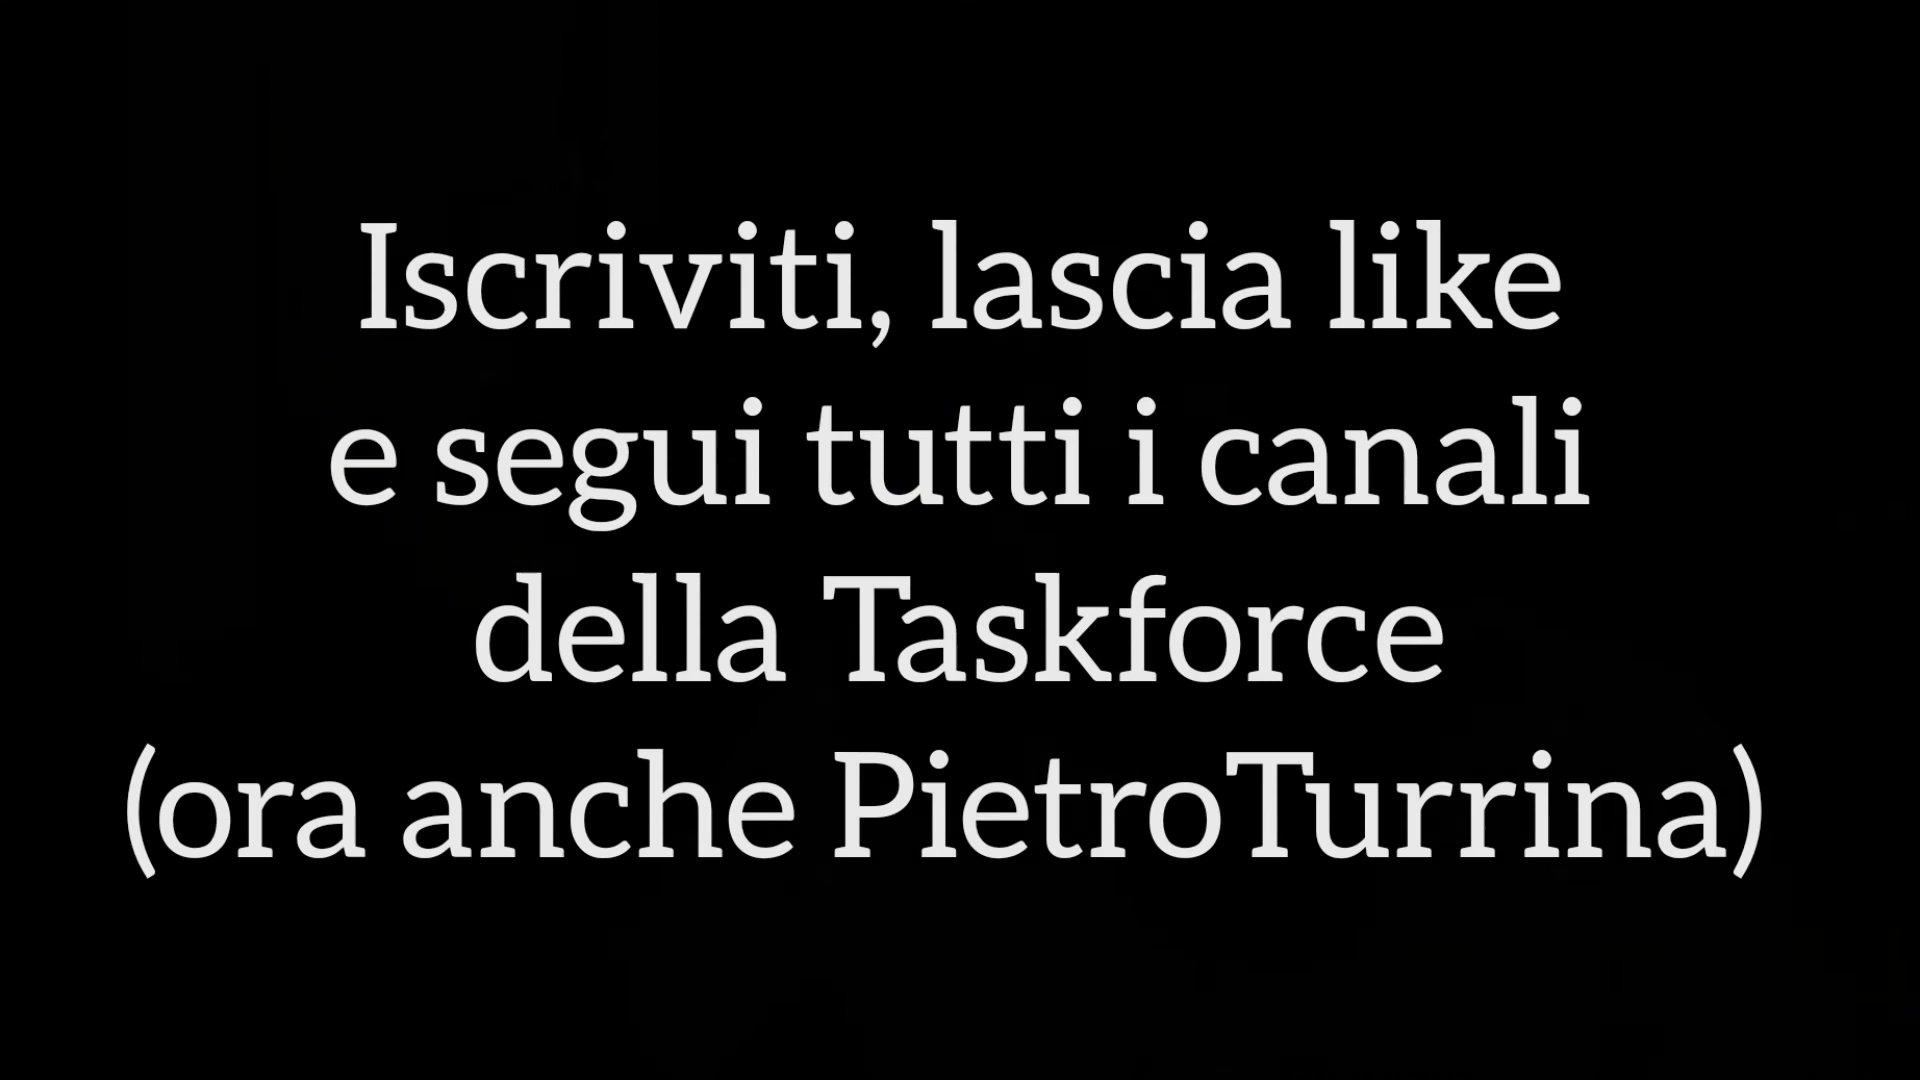 Iscriviti, lascia like
e segui tutti i canali
della Taskforce
(ora anche PietroTurrina)